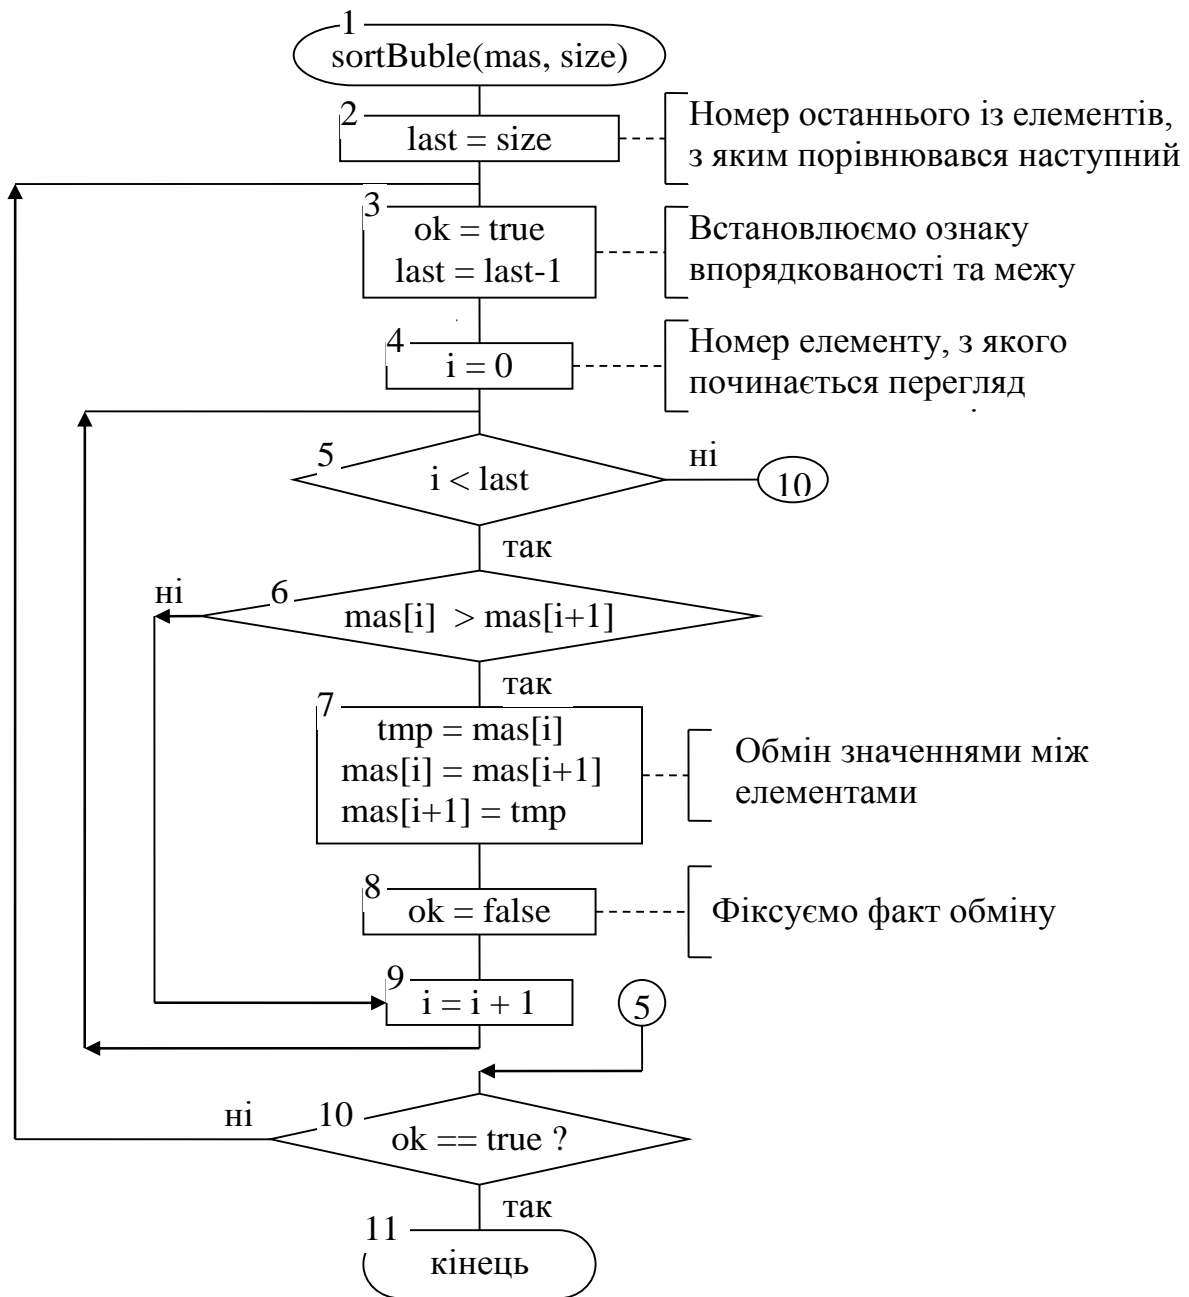 1
sortBuble(mas, size)
2
last = size
Номер останнього із елементів,
з яким порівнювався наступний
3
ok = true
last = last-1
Встановлюємо ознаку
впорядкованості та межу
4
i = 0
Номер елементу, з якого
починається перегляд
5
i < last
ні
10
так
ні
6
mas[i] > mas[i+1]
так
7
tmp = mas[i]
mas[i] = mas[i+1]
mas[i+1] = tmp
Обмін значеннями між
елементами
8
ok = false
Фіксуємо факт обміну
9
i = i + 1
5
ні
10
ok == true ?
так
11
кінець